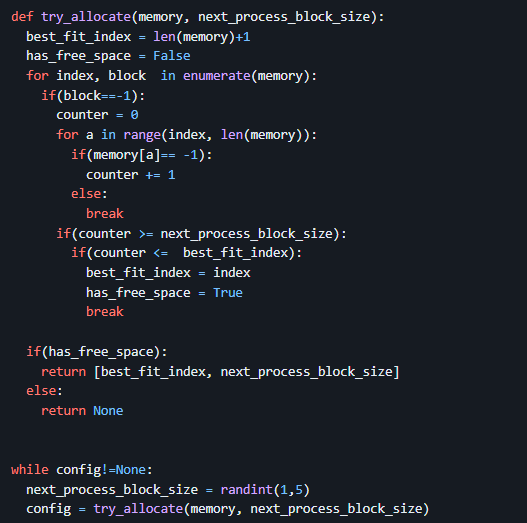 def try_allocate(memory, next_process_block_size):
  best_fit_index = len(memory)+1
  has_free_space = False
  for index, block  in enumerate(memory):
    if(block==-1):
      counter = 0
      for a in range(index, len(memory)):
        if(memory[a]== -1):
          counter += 1
        else:
          break
      if(counter >= next_process_block_size):
        if(counter <=  best_fit_index):
          best_fit_index = index
          has_free_space = True
          break

  if(has_free_space):
    return [best_fit_index, next_process_block_size]
  else:
    return None


while config!=None:
  next_process_block_size = randint(1,5)
  config = try_allocate(memory, next_process_block_size)